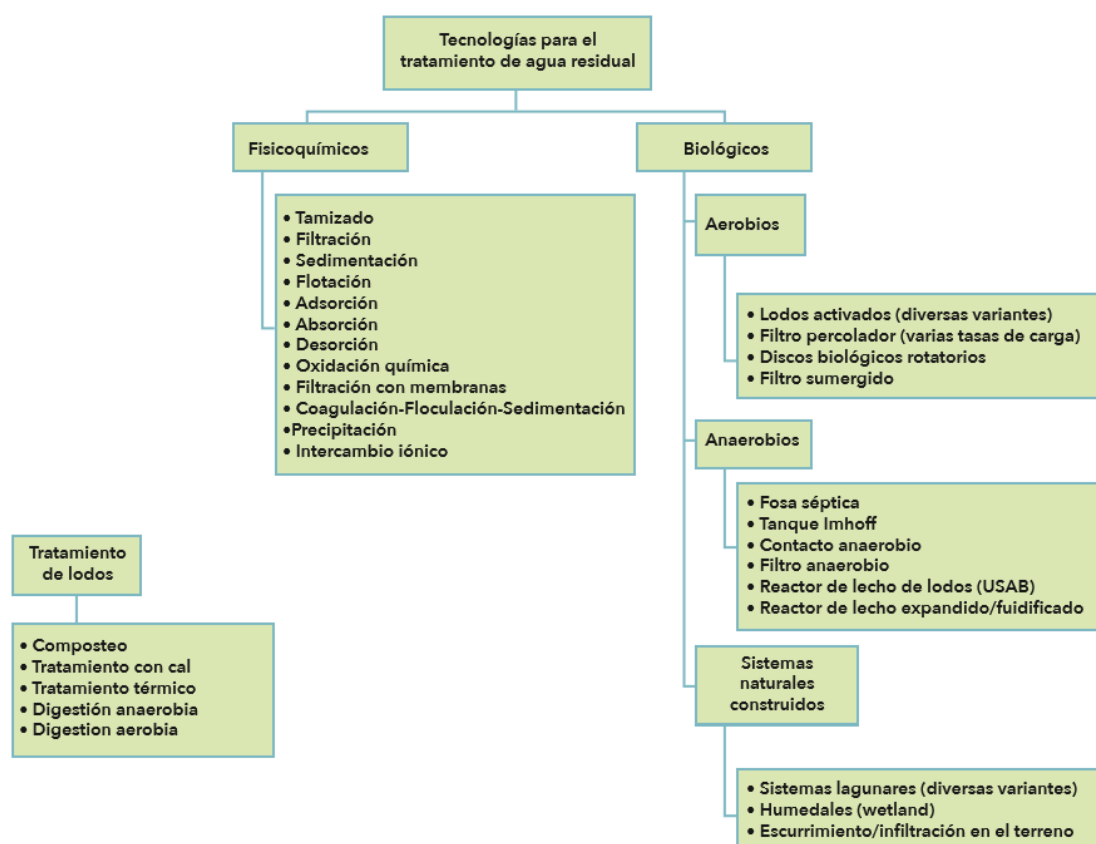 Tecnologías para el
tratamiento de agua residual
Fisicoquímicos
• Tamizado
• Filtración
• Sedimentación
• Flotación
• Adsorción
• Absorción
• Desorción
• Oxidación química
• Filtración con membranas
• Coagulación-Floculación-Sedimentación
•Precipitación
• Intercambio iónico
Biológicos
Aerobios
• Lodos activados (diversas variantes)
• Filtro percolador (varias tasas de carga)
• Discos biológicos rotatorios
• Filtro sumergido
Anaerobios
• Fosa séptica
• Tanque Imhoff
• Contacto anaerobio
• Filtro anaerobio
• Reactor de lecho de lodos (USAB)
• Reactor de lecho expandido/fuidificado
Sistemas
naturales
construidos
• Sistemas lagunares (diversas variantes)
• Humedales (wetland)
• Escurrimiento/infiltración en el terreno
Tratamiento
de lodos
• Composteo
• Tratamiento con cal
• Tratamiento térmico
• Digestión anaerobia
• Digestion aerobia